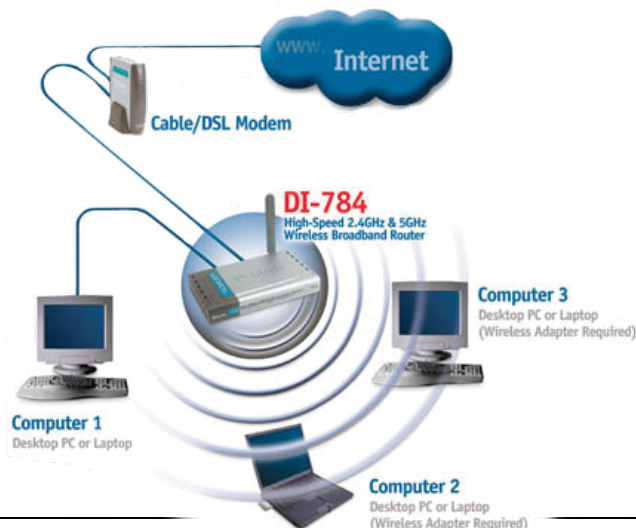 www.
Internet
Cable/DSL Modem
DI-784
High-Speed 2.4GHz & 5GHz
Wireless Broadband Router
D-Link
Computer 3
Desktop PC or Laptop
(Wireless Adapter Required)
Computer 1
Desktop PC or Laptop
Computer 2
Desktop PC or Laptop
(Wireless Adapter Required)